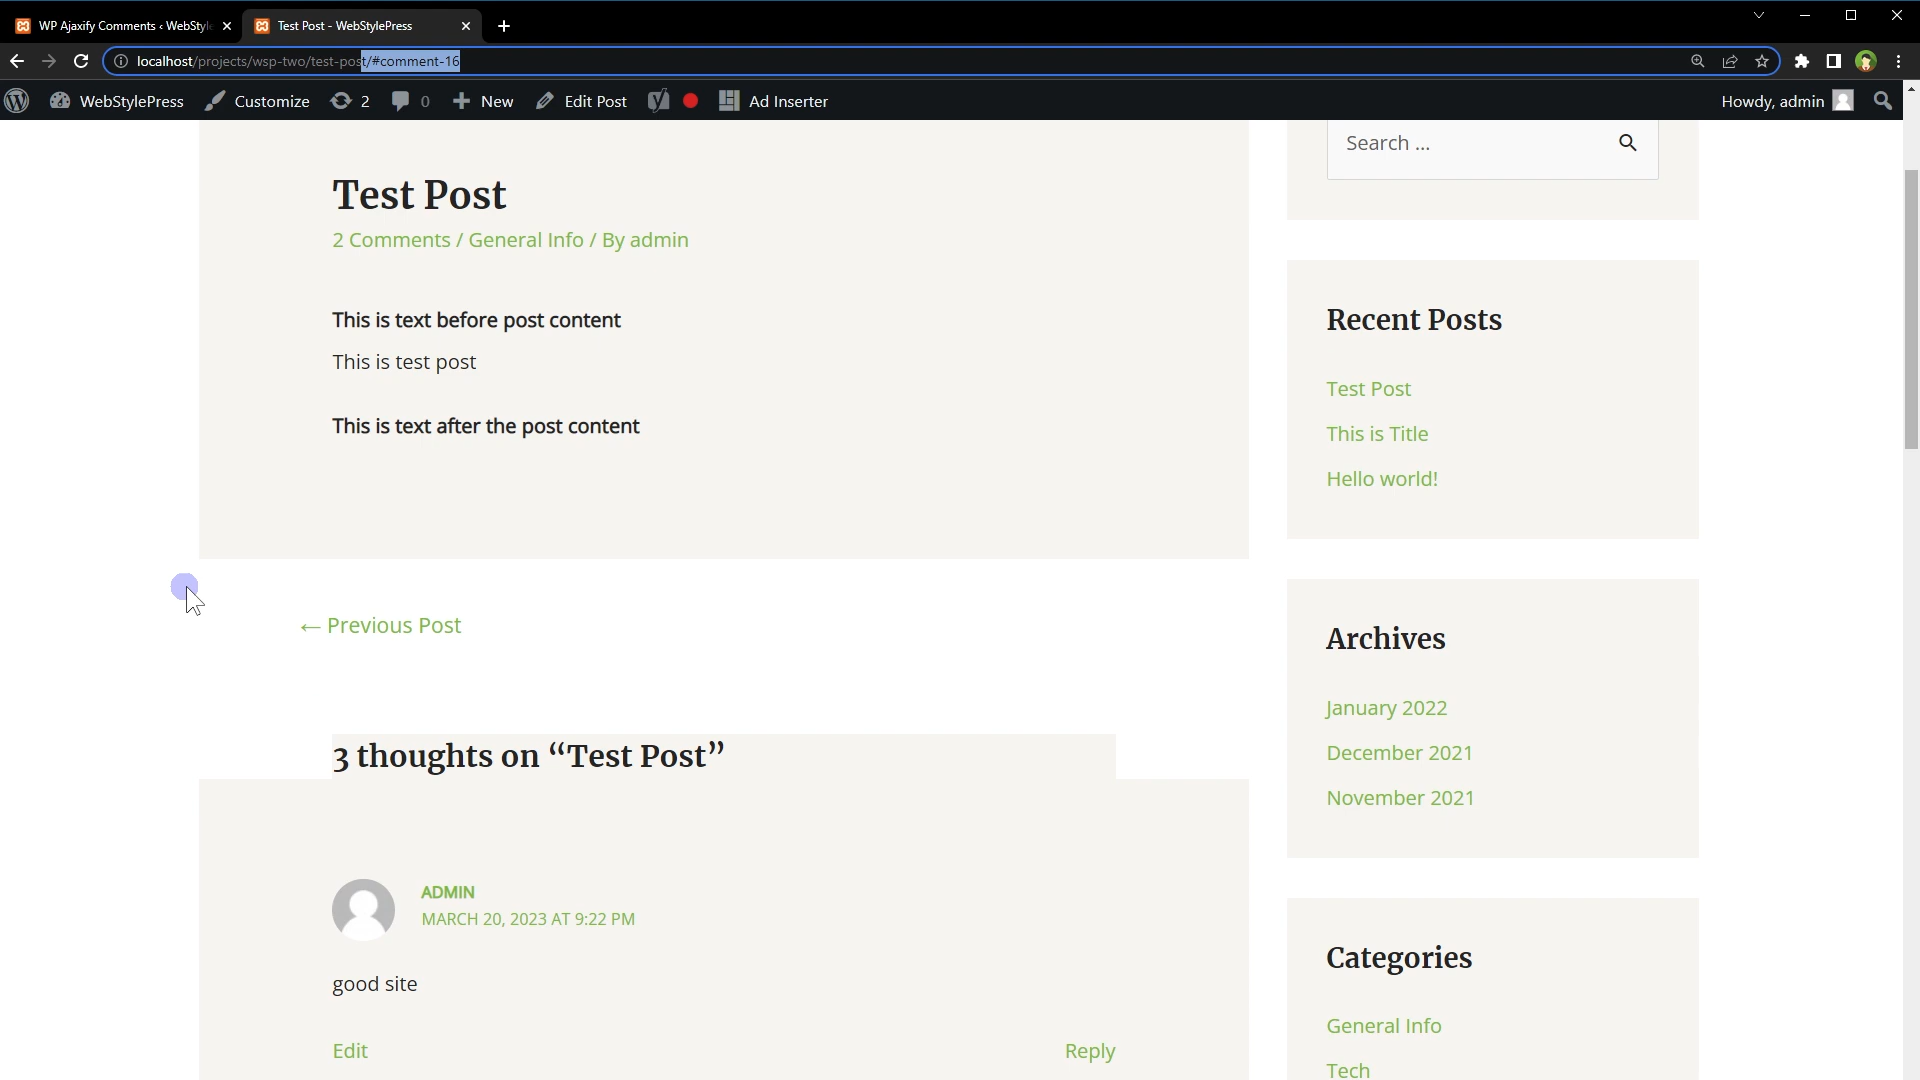 WP Ajaxify Comments ‹ WebStyle
Test Post - WebStylePress
localhost/projects/wsp-two/test-post/#comment-16
WebStylePress
Customize
2
0
New
Edit Post
Ad Inserter
Howdy, admin
Search ...
Test Post
2 Comments / General Info / By admin
This is text before post content
This is test post
This is text after the post content
← Previous Post
3 thoughts on “Test Post”
ADMIN
MARCH 20, 2023 AT 9:22 PM
good site
Edit
Reply
Recent Posts
Test Post
This is Title
Hello world!
Archives
January 2022
December 2021
November 2021
Categories
General Info
Tech